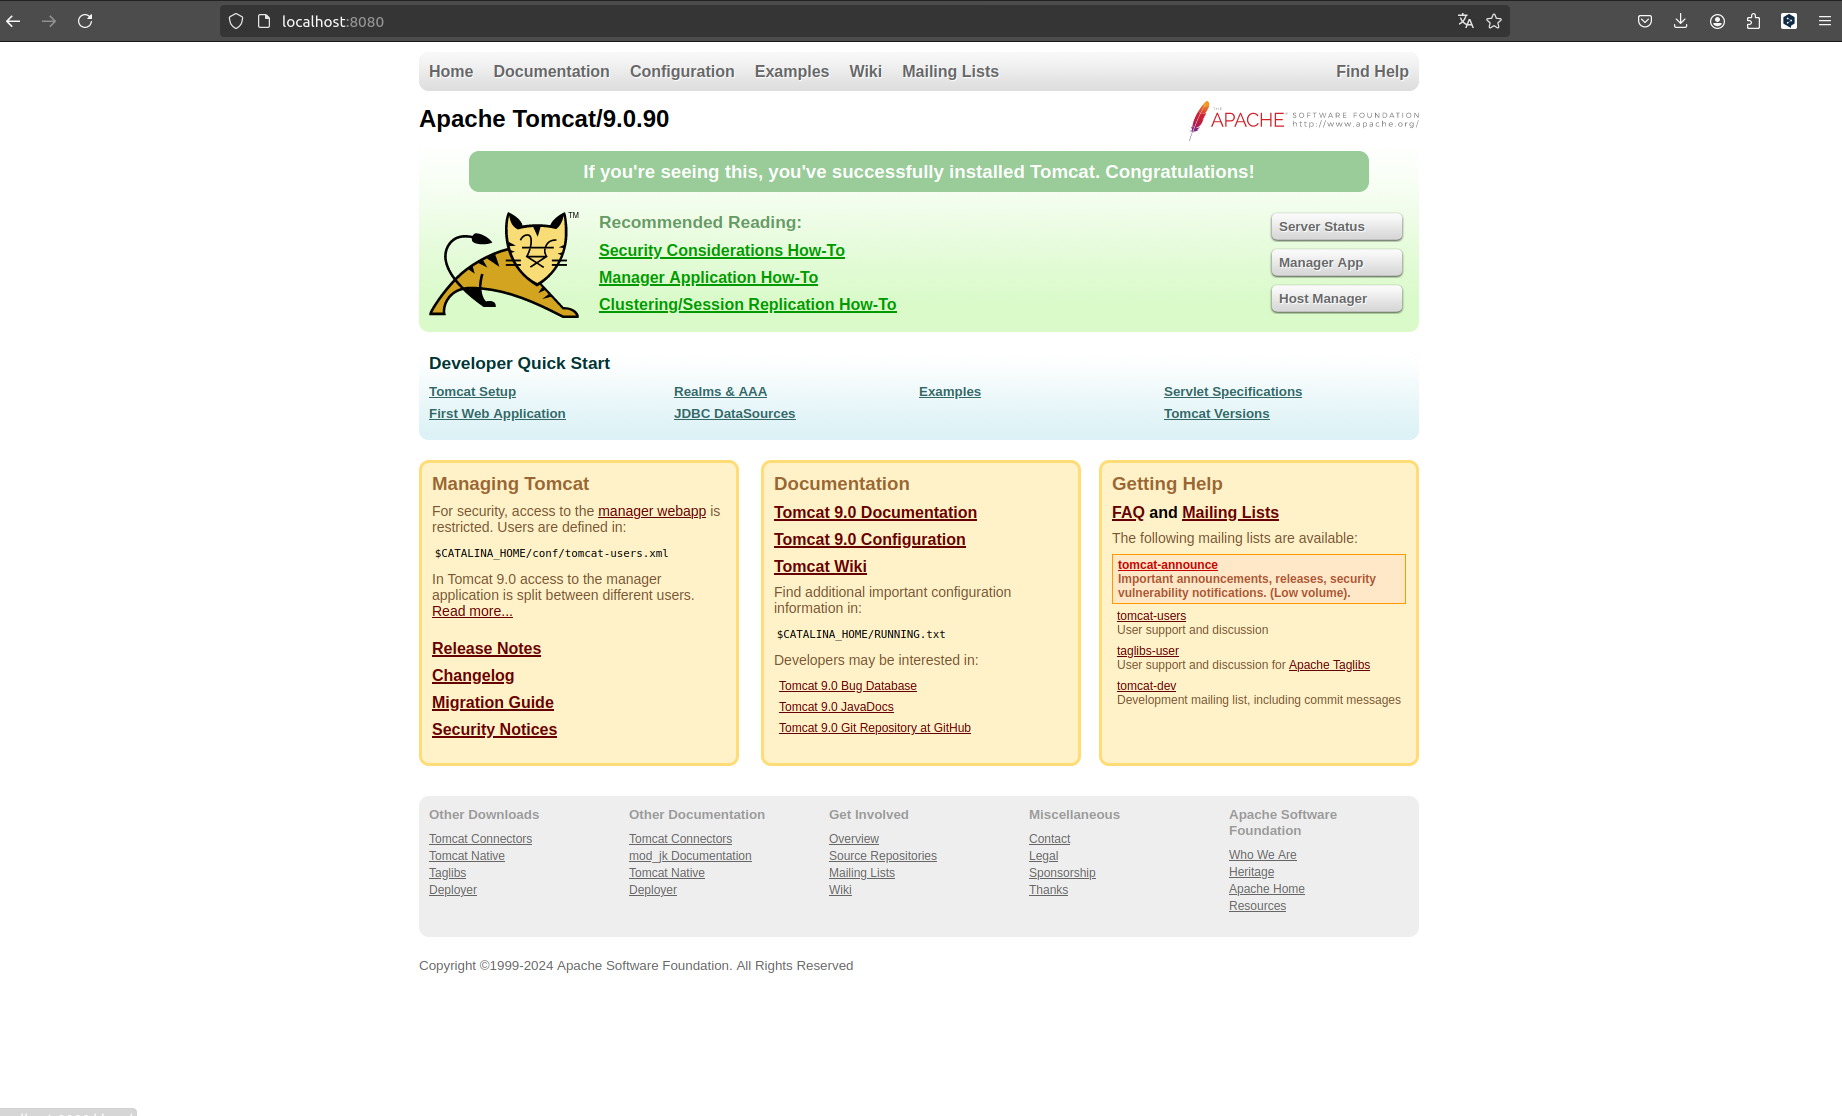 localhost:8080
Home Documentation Configuration Examples Wiki Mailing Lists Find Help
Apache Tomcat/9.0.90
THE APACHE SOFTWARE FOUNDATION
http://www.apache.org/
If you're seeing this, you've successfully installed Tomcat. Congratulations!
TM
Recommended Reading:
Security Considerations How-To
Manager Application How-To
Clustering/Session Replication How-To
Server Status
Manager App
Host Manager
Developer Quick Start
Tomcat Setup
First Web Application
Realms & AAA
JDBC DataSources
Examples
Servlet Specifications
Tomcat Versions
Managing Tomcat
For security, access to the manager webapp is
restricted. Users are defined in:
$CATALINA_HOME/conf/tomcat-users.xml
In Tomcat 9.0 access to the manager
application is split between different users.
Read more...
Release Notes
Changelog
Migration Guide
Security Notices
Documentation
Tomcat 9.0 Documentation
Tomcat 9.0 Configuration
Tomcat Wiki
Find additional important configuration
information in:
$CATALINA_HOME/RUNNING.txt
Developers may be interested in:
Tomcat 9.0 Bug Database
Tomcat 9.0 JavaDocs
Tomcat 9.0 Git Repository at GitHub
Getting Help
FAQ and Mailing Lists
The following mailing lists are available:
tomcat-announce
Important announcements, releases, security
vulnerability notifications. (Low volume).
tomcat-users
User support and discussion
taglibs-user
User support and discussion for Apache Taglibs
tomcat-dev
Development mailing list, including commit messages
Other Downloads
Tomcat Connectors
Tomcat Native
Taglibs
Deployer
Other Documentation
Tomcat Connectors
mod_jk Documentation
Tomcat Native
Deployer
Get Involved
Overview
Source Repositories
Mailing Lists
Wiki
Miscellaneous
Contact
Legal
Sponsorship
Thanks
Apache Software
Foundation
Who We Are
Heritage
Apache Home
Resources
Copyright ©1999-2024 Apache Software Foundation. All Rights Reserved